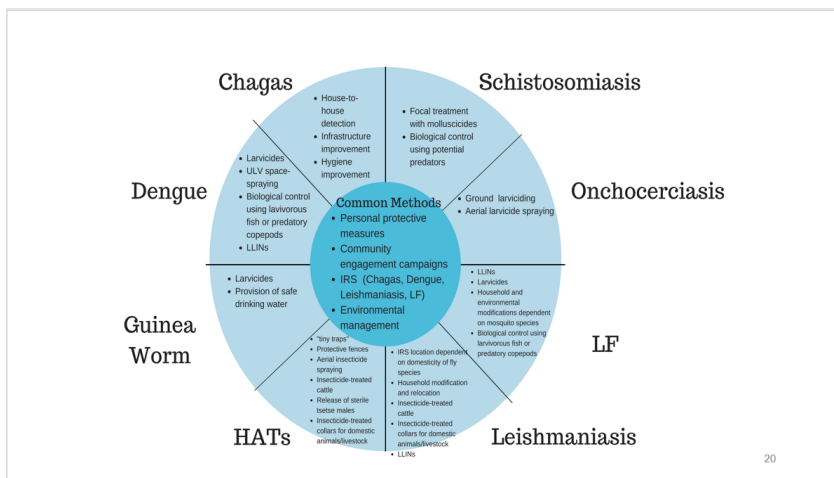 Chagas
• House-to-
house
detection
• Infrastructure
improvement
• Hygiene
improvement
Schistosomiasis
• Focal treatment
with molluscicides
• Biological control
using potential
predators
Dengue
• Larvicides
• ULV space-
spraying
• Biological control
using lavivorous
fish or predatory
copepods
• LLINs
Onchocerciasis
• Ground larviciding
• Aerial larvicide spraying
Common Methods
• Personal protective
measures
• Community
engagement campaigns
• IRS (Chagas, Dengue,
Leishmaniasis, LF)
• Environmental
management
Guinea
Worm
• Larvicides
• Provision of safe
drinking water
LF
• LLINs
• Larvicides
• Household and
environmental
modifications dependent
on mosquito species
• Biological control using
larvivorous fish or
predatory copepods
HATs
• "tiny traps"
• Protective fences
• Aerial insecticide
spraying
• Insecticide-treated
cattle
• Release of sterile
tsetse males
• Insecticide-treated
collars for domestic
animals/livestock
Leishmaniasis
• IRS location dependent
on domesticity of fly
species
• Household modification
and relocation
• Insecticide-treated
cattle
• Insecticide-treated
collars for domestic
animals/livestock
• LLINs
20